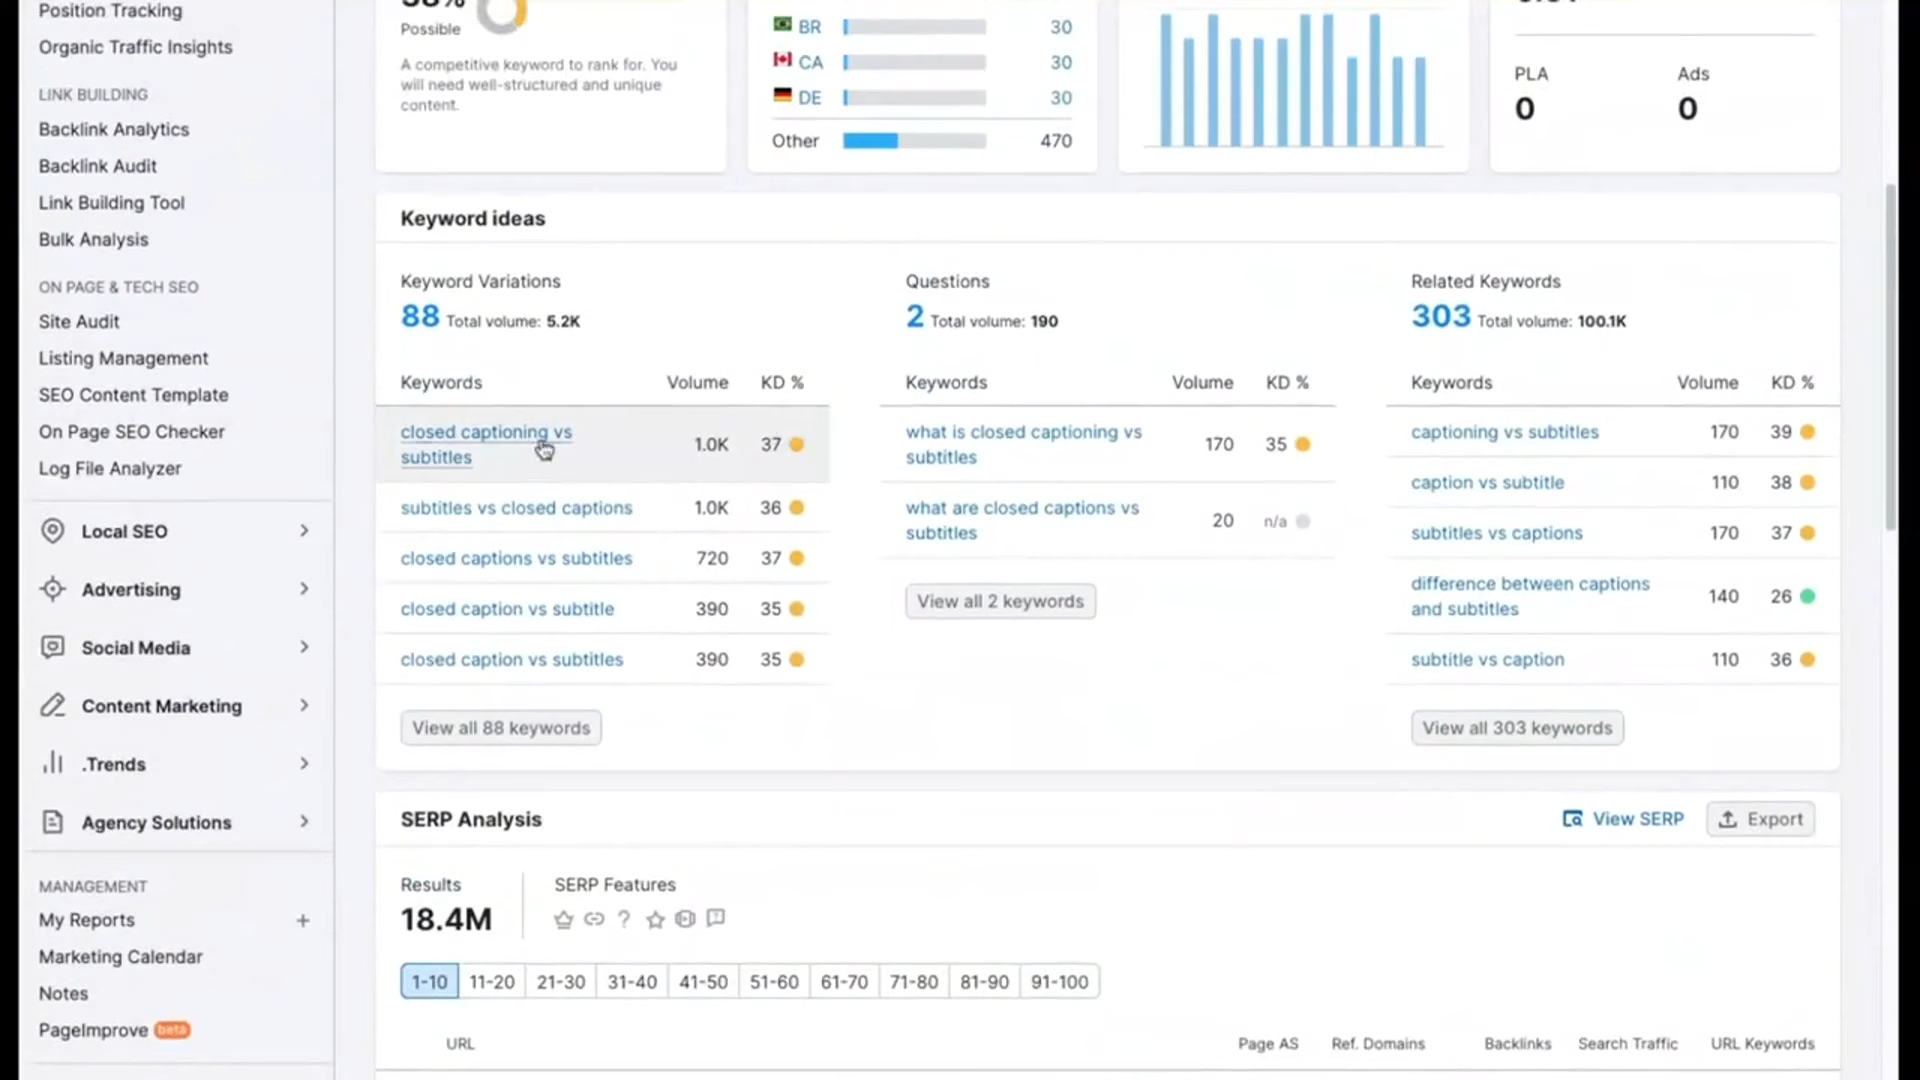 Position Tracking
Organic Traffic Insights
LINK BUILDING
Backlink Analytics
Backlink Audit
Link Building Tool
Bulk Analysis
ON PAGE & TECH SEO
Site Audit
Listing Management
SEO Content Template
On Page SEO Checker
Log File Analyzer
Local SEO
Advertising
Social Media
Content Marketing
.Trends
Agency Solutions
MANAGEMENT
My Reports +
Marketing Calendar
Notes
PageImprove beta
Possible
A competitive keyword to rank for. You
will need well-structured and unique
content.
BR 30
CA 30
DE 30
Other 470
PLA Ads
0 0
Keyword ideas
Keyword Variations
88 Total volume: 5.2K
Keywords Volume KD %
closed captioning vs
subtitles 1.0K 37
subtitles vs closed captions 1.0K 36
closed captions vs subtitles 720 37
closed caption vs subtitle 390 35
closed caption vs subtitles 390 35
View all 88 keywords
Questions
2 Total volume: 190
Keywords Volume KD %
what is closed captioning vs
subtitles 170 35
what are closed captions vs
subtitles 20 n/a
View all 2 keywords
Related Keywords
303 Total volume: 100.1K
Keywords Volume KD %
captioning vs subtitles 170 39
caption vs subtitle 110 38
subtitles vs captions 170 37
difference between captions
and subtitles 140 26
subtitle vs caption 110 36
View all 303 keywords
SERP Analysis
View SERP Export
Results SERP Features
18.4M
1-10 11-20 21-30 31-40 41-50 51-60 61-70 71-80 81-90 91-100
URL Page AS Ref. Domains Backlinks Search Traffic URL Keywords